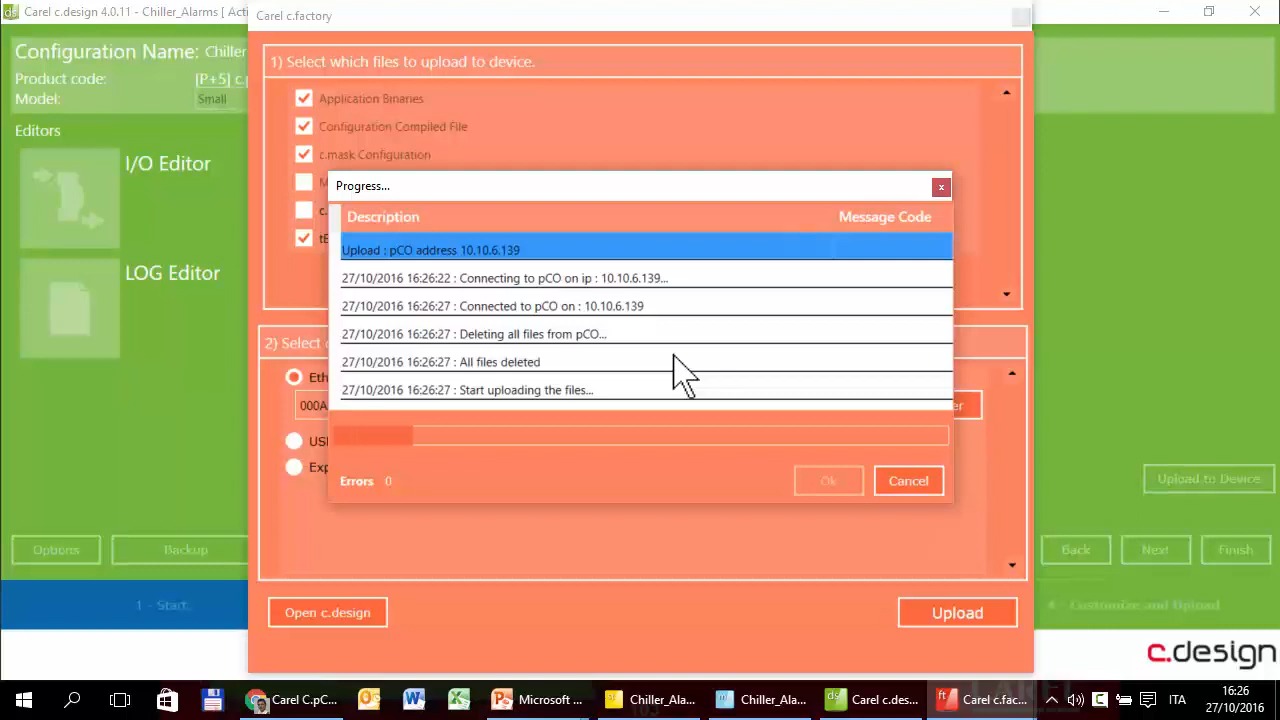 Carel c.design 4.0.11 - Chiller_Alarms [ Acti
Carel c.factory
Configuration Name: Chiller
Product code: [P+5] c.p
Model: Small
Editors
I/O Editor
LOG Editor
1) Select which files to upload to device.
Application Binaries
Configuration Compiled File
c.mask Configuration
M
c.
tE
Progress...
x
Description Message Code
Upload : pCO address 10.10.6.139
27/10/2016 16:26:22 : Connecting to pCO on ip : 10.10.6.139...
27/10/2016 16:26:27 : Connected to pCO on : 10.10.6.139
27/10/2016 16:26:27 : Deleting all files from pCO...
27/10/2016 16:26:27 : All files deleted
27/10/2016 16:26:27 : Start uploading the files...
Errors 0
Ok Cancel
2) Select
Eth
000A
er
USI
Exp
Upload to Device
Options Backup
Back Next Finish
1 - Start
4 - Customize and Upload
Open c.design Upload
c.design
Carel C.pC...
Microsoft ...
Chiller_Ala...
Chiller_Ala...
Carel c.des...
Carel c.fac...
ITA
16:26
27/10/2016